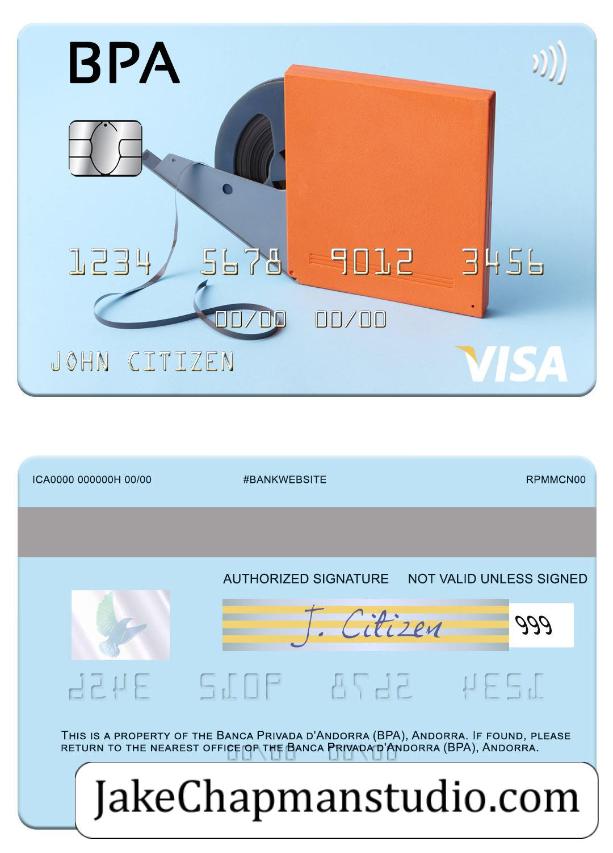 BPA
1234 5678 9012 3456
00/00 00/00
JOHN CITIZEN
VISA
ICA0000 000000H 00/00 #BANKWEBSITE RPMMCN00
AUTHORIZED SIGNATURE NOT VALID UNLESS SIGNED
J. Citizen 999
THIS IS A PROPERTY OF THE BANCA PRIVADA D'ANDORRA (BPA), ANDORRA. IF FOUND, PLEASE
RETURN TO THE NEAREST OFFICE OF THE BANCA PRIVADA D'ANDORRA (BPA), ANDORRA.
JakeChapmanstudio.com